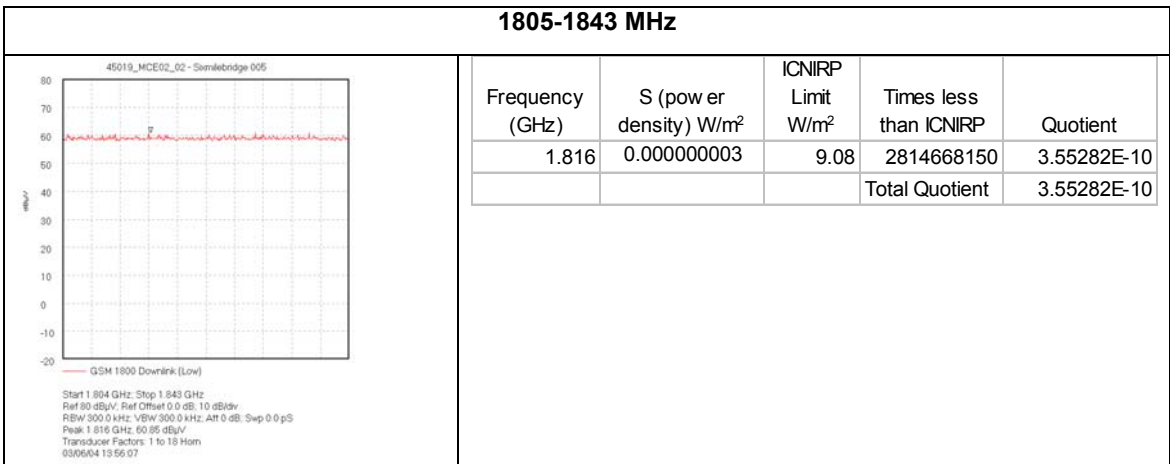 1805-1843 MHz
45019_MCE02_02 - Sixmilebridge 005
80
70
60
50
40
30
20
10
0
-10
-20
dBµV
GSM 1800 Downlink (Low)
Start 1.804 GHz; Stop 1.843 GHz
Ref 80 dBµV; Ref Offset 0.0 dB; 10 dB/div
RBW 300.0 kHz; VBW 300.0 kHz; Att 0 dB; Swp 0.0 pS
Peak 1.816 GHz, 60.85 dBµV
Transducer Factors: 1 to 18 Horn
03/06/04 13:56:07
Frequency (GHz) S (pow er density) W/m² ICNIRP Limit W/m² Times less than ICNIRP Quotient
1.816 0.000000003 9.08 2814668150 3.55282E-10
Total Quotient 3.55282E-10